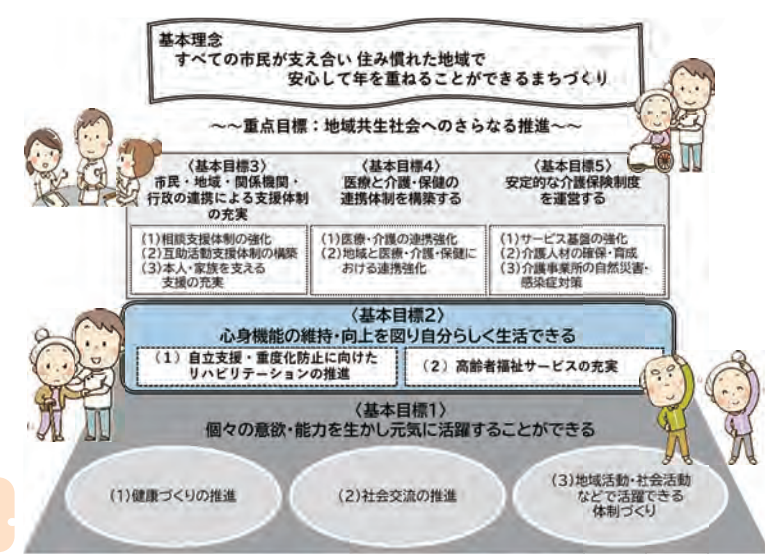 基本理念
すべての市民が支え合い 住み慣れた地域で
安心して年を重ねることができるまちづくり
～～重点目標：地域共生社会へのさらなる推進～～
〈基本目標3〉
市民・地域・関係機関・
行政の連携による支援体制
の充実
(1)相談支援体制の強化
(2)互助活動支援体制の構築
(3)本人・家族を支える
支援の充実
〈基本目標4〉
医療と介護・保健の
連携体制を構築する
(1)医療・介護の連携強化
(2)地域と医療・介護・保健に
おける連携強化
〈基本目標5〉
安定的な介護保険制度
を運営する
(1)サービス基盤の強化
(2)介護人材の確保・育成
(3)介護事業所の自然災害・
感染症対策
〈基本目標2〉
心身機能の維持・向上を図り自分らしく生活できる
（1）自立支援・重度化防止に向けた
リハビリテーションの推進
（2）高齢者福祉サービスの充実
〈基本目標1〉
個々の意欲・能力を生かし元気に活躍することができる
(1)健康づくりの推進
(2)社会交流の推進
(3)地域活動・社会活動
などで活躍できる
体制づくり